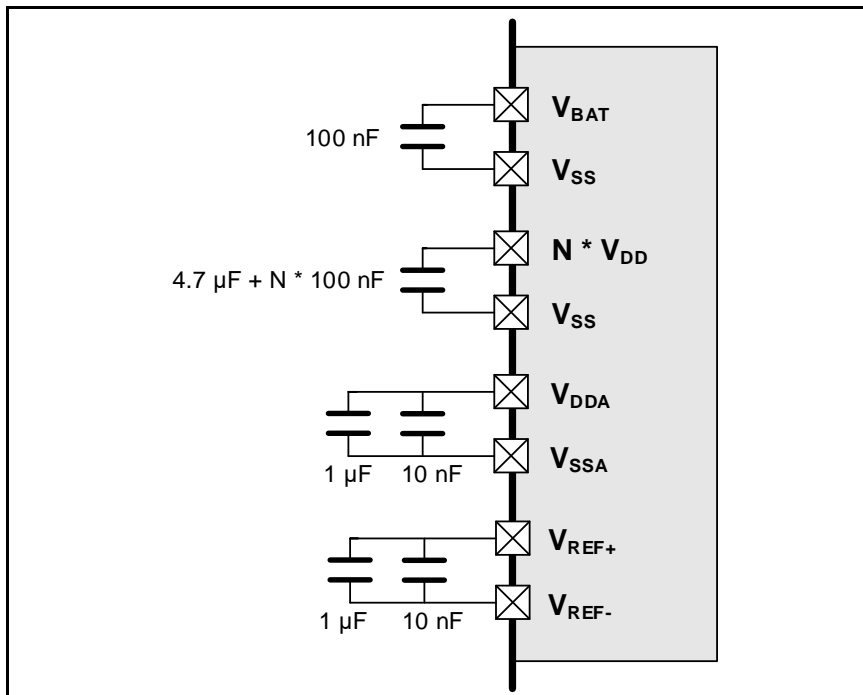 V_BAT
100 nF
V_SS
N * V_DD
4.7 µF + N * 100 nF
V_SS
V_DDA
V_SSA
1 µF 10 nF
V_REF+
V_REF-
1 µF 10 nF